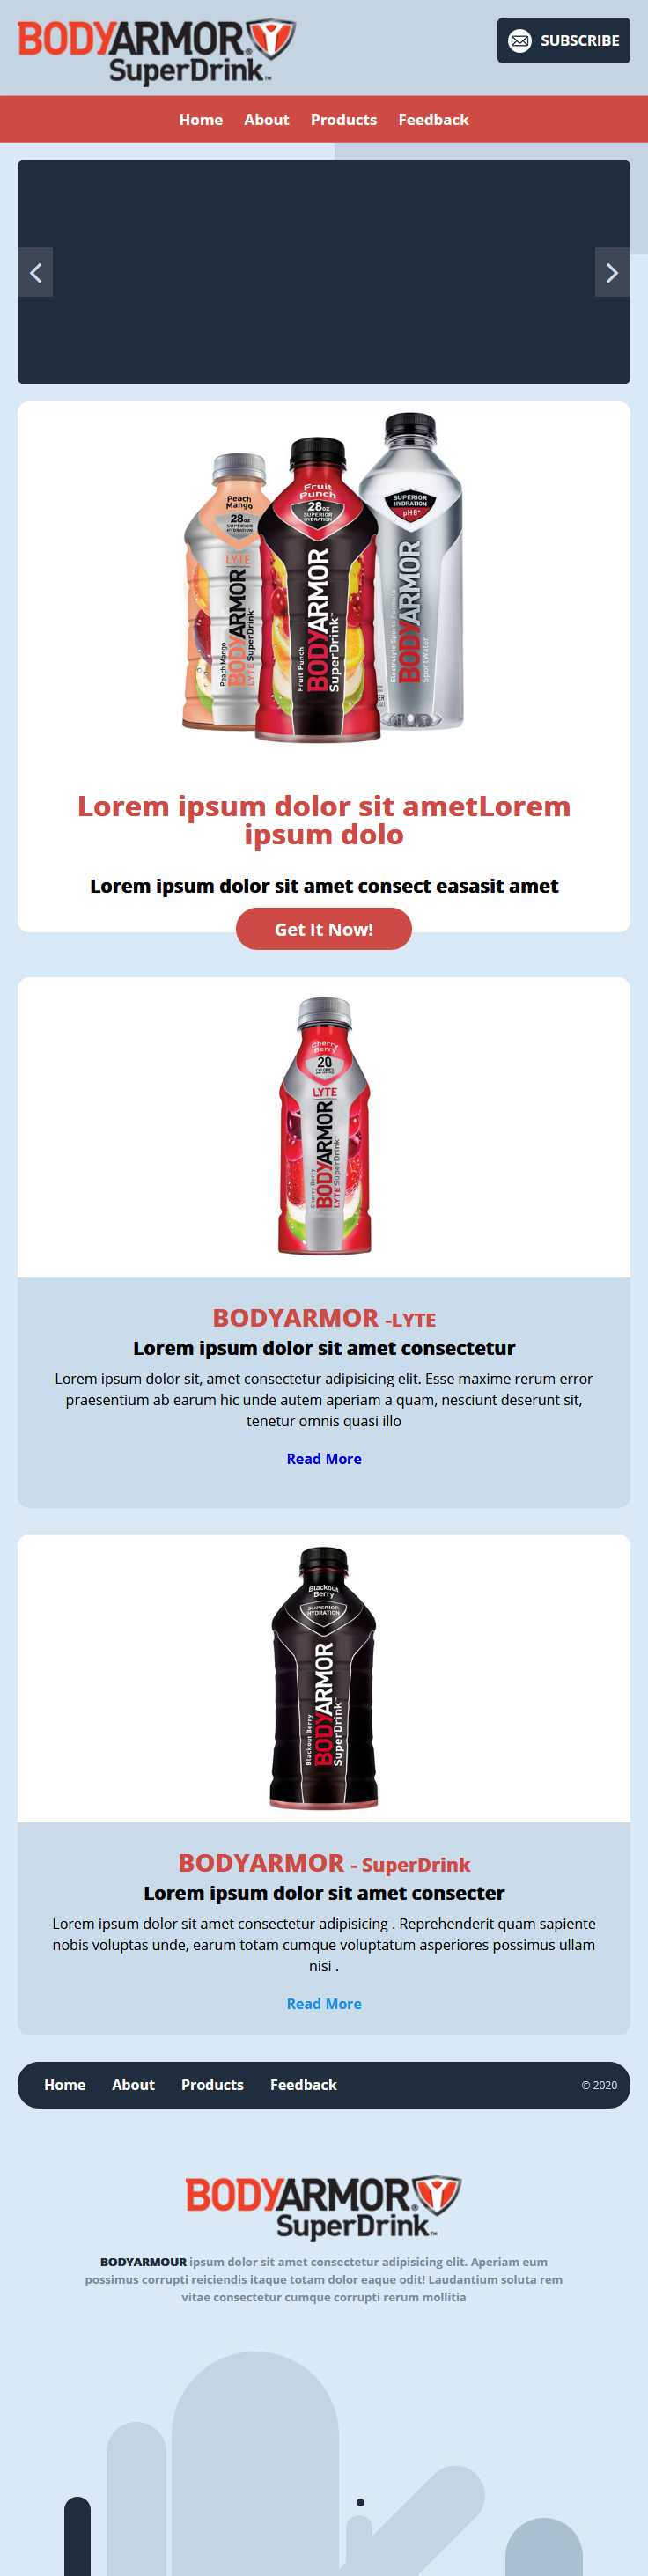 BODYARMOR
SuperDrink™
SUBSCRIBE
Home About Products Feedback
Peach Mango
28oz
SUPERIOR HYDRATION
LYTE
Peach Mango
BODYARMOR
LYTE SuperDrink
Fruit Punch
28oz
SUPERIOR HYDRATION
Fruit Punch
BODYARMOR
SuperDrink
SUPERIOR HYDRATION
pH8+
BODYARMOR
SportWater
Lorem ipsum dolor sit ametLorem
ipsum dolo
Lorem ipsum dolor sit amet consect easasit amet
Get It Now!
Cherry Berry
20
LYTE
Cherry Berry
BODYARMOR
LYTE SuperDrink
BODYARMOR -LYTE
Lorem ipsum dolor sit amet consectetur
Lorem ipsum dolor sit, amet consectetur adipisicing elit. Esse maxime rerum error
praesentium ab earum hic unde autem aperiam a quam, nesciunt deserunt sit,
tenetur omnis quasi illo
Read More
Blackout Berry
SUPERIOR HYDRATION
Blackout Berry
BODYARMOR
SuperDrink
BODYARMOR - SuperDrink
Lorem ipsum dolor sit amet consecter
Lorem ipsum dolor sit amet consectetur adipisicing . Reprehenderit quam sapiente
nobis voluptas unde, earum totam cumque voluptatum asperiores possimus ullam
nisi .
Read More
Home About Products Feedback © 2020
BODYARMOR®
SuperDrink™
BODYARMOUR ipsum dolor sit amet consectetur adipisicing elit. Aperiam eum
possimus corrupti reiciendis itaque totam dolor eaque odit! Laudantium soluta rem
vitae consectetur cumque corrupti rerum mollitia